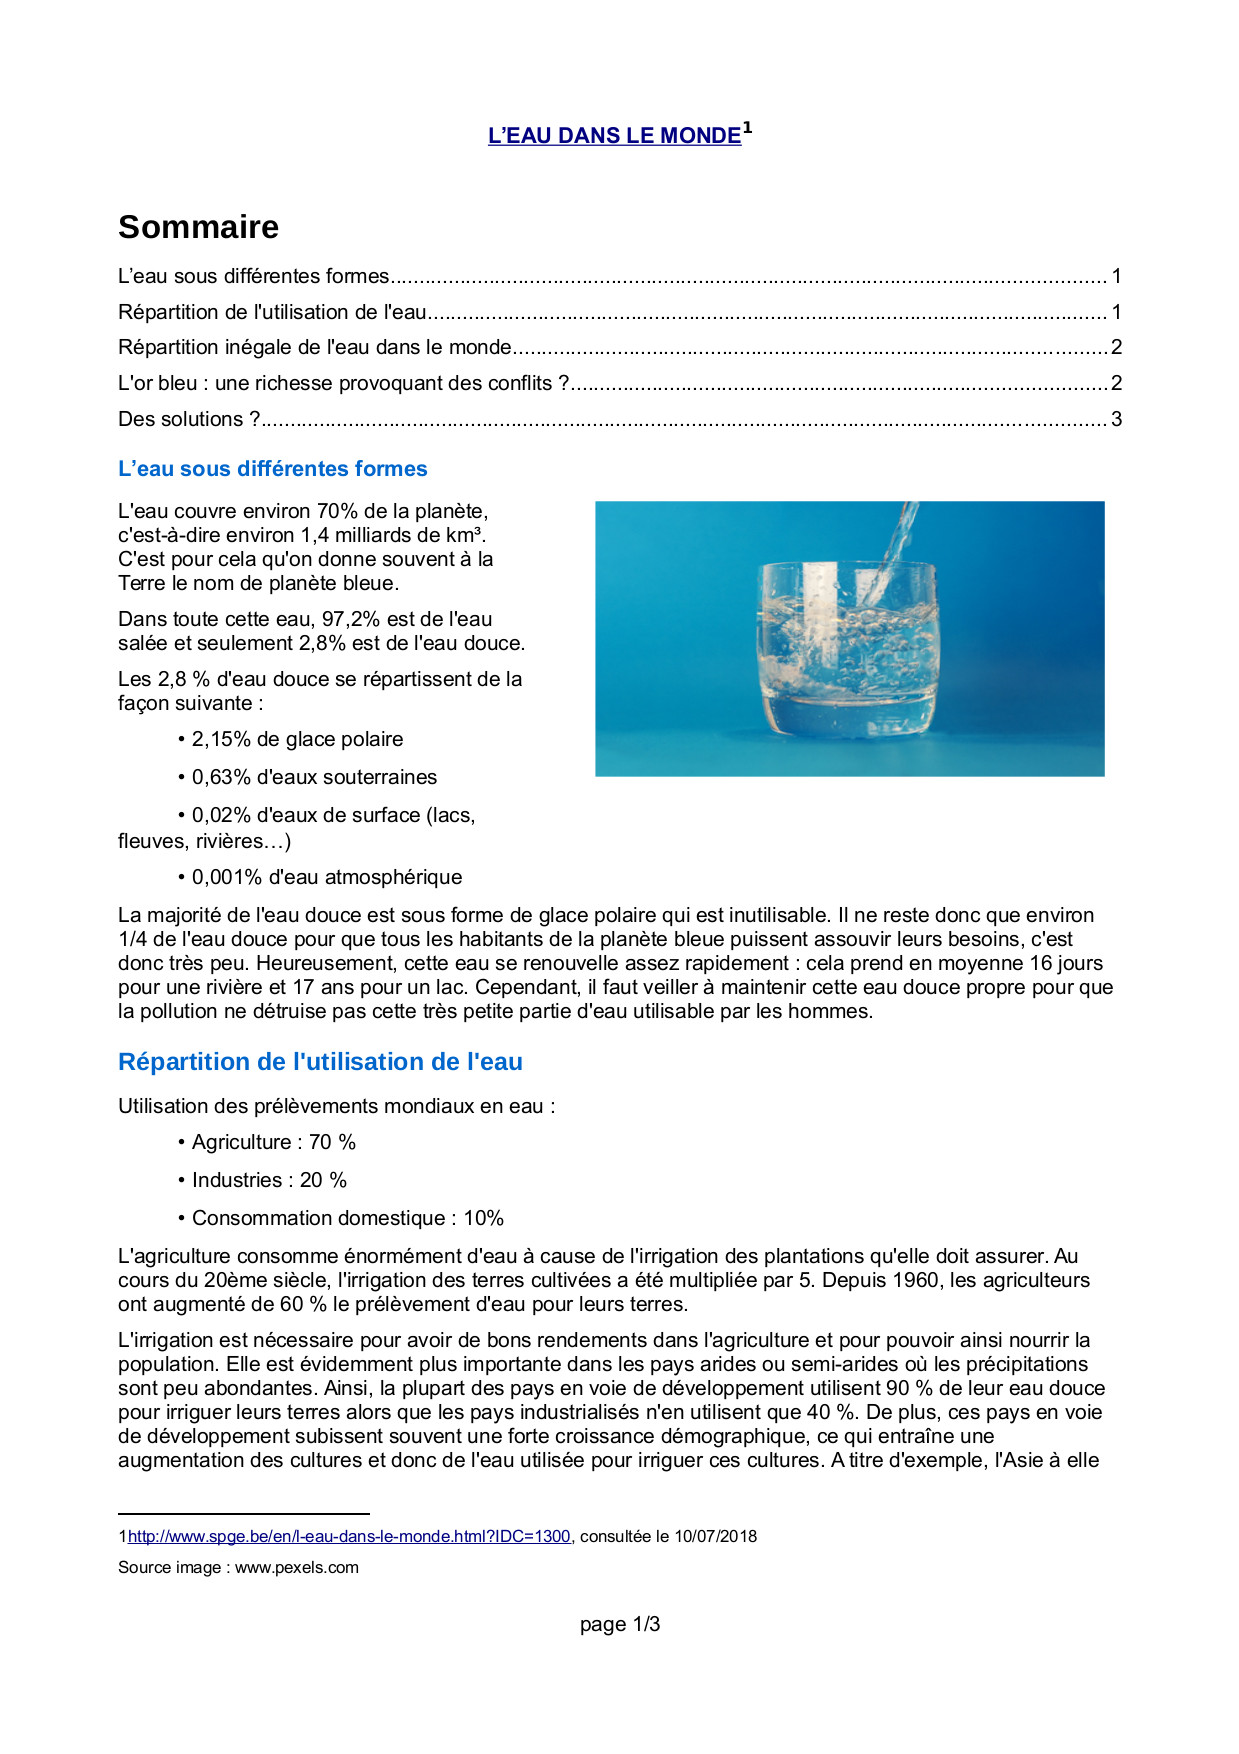 L’EAU DANS LE MONDE1
Sommaire
L’eau sous différentes formes........................................................................................................................... 1
Répartition de l'utilisation de l'eau..................................................................................................................... 1
Répartition inégale de l'eau dans le monde.......................................................................................................2
L'or bleu : une richesse provoquant des conflits ?.............................................................................................2
Des solutions ?.................................................................................................................................................. 3
L’eau sous différentes formes
L'eau couvre environ 70% de la planète,
c'est-à-dire environ 1,4 milliards de km³.
C'est pour cela qu'on donne souvent à la
Terre le nom de planète bleue.
Dans toute cette eau, 97,2% est de l'eau
salée et seulement 2,8% est de l'eau douce.
Les 2,8 % d'eau douce se répartissent de la
façon suivante :
• 2,15% de glace polaire
• 0,63% d'eaux souterraines
• 0,02% d'eaux de surface (lacs,
fleuves, rivières…)
• 0,001% d'eau atmosphérique
La majorité de l'eau douce est sous forme de glace polaire qui est inutilisable. Il ne reste donc que environ
1/4 de l'eau douce pour que tous les habitants de la planète bleue puissent assouvir leurs besoins, c'est
donc très peu. Heureusement, cette eau se renouvelle assez rapidement : cela prend en moyenne 16 jours
pour une rivière et 17 ans pour un lac. Cependant, il faut veiller à maintenir cette eau douce propre pour que
la pollution ne détruise pas cette très petite partie d'eau utilisable par les hommes.
Répartition de l'utilisation de l'eau
Utilisation des prélèvements mondiaux en eau :
• Agriculture : 70 %
• Industries : 20 %
• Consommation domestique : 10%
L'agriculture consomme énormément d'eau à cause de l'irrigation des plantations qu'elle doit assurer. Au
cours du 20ème siècle, l'irrigation des terres cultivées a été multipliée par 5. Depuis 1960, les agriculteurs
ont augmenté de 60 % le prélèvement d'eau pour leurs terres.
L'irrigation est nécessaire pour avoir de bons rendements dans l'agriculture et pour pouvoir ainsi nourrir la
population. Elle est évidemment plus importante dans les pays arides ou semi-arides où les précipitations
sont peu abondantes. Ainsi, la plupart des pays en voie de développement utilisent 90 % de leur eau douce
pour irriguer leurs terres alors que les pays industrialisés n'en utilisent que 40 %. De plus, ces pays en voie
de développement subissent souvent une forte croissance démographique, ce qui entraîne une
augmentation des cultures et donc de l'eau utilisée pour irriguer ces cultures. A titre d'exemple, l'Asie à elle
1http://www.spge.be/en/l-eau-dans-le-monde.html?IDC=1300, consultée le 10/07/2018
Source image : www.pexels.com
page 1/3